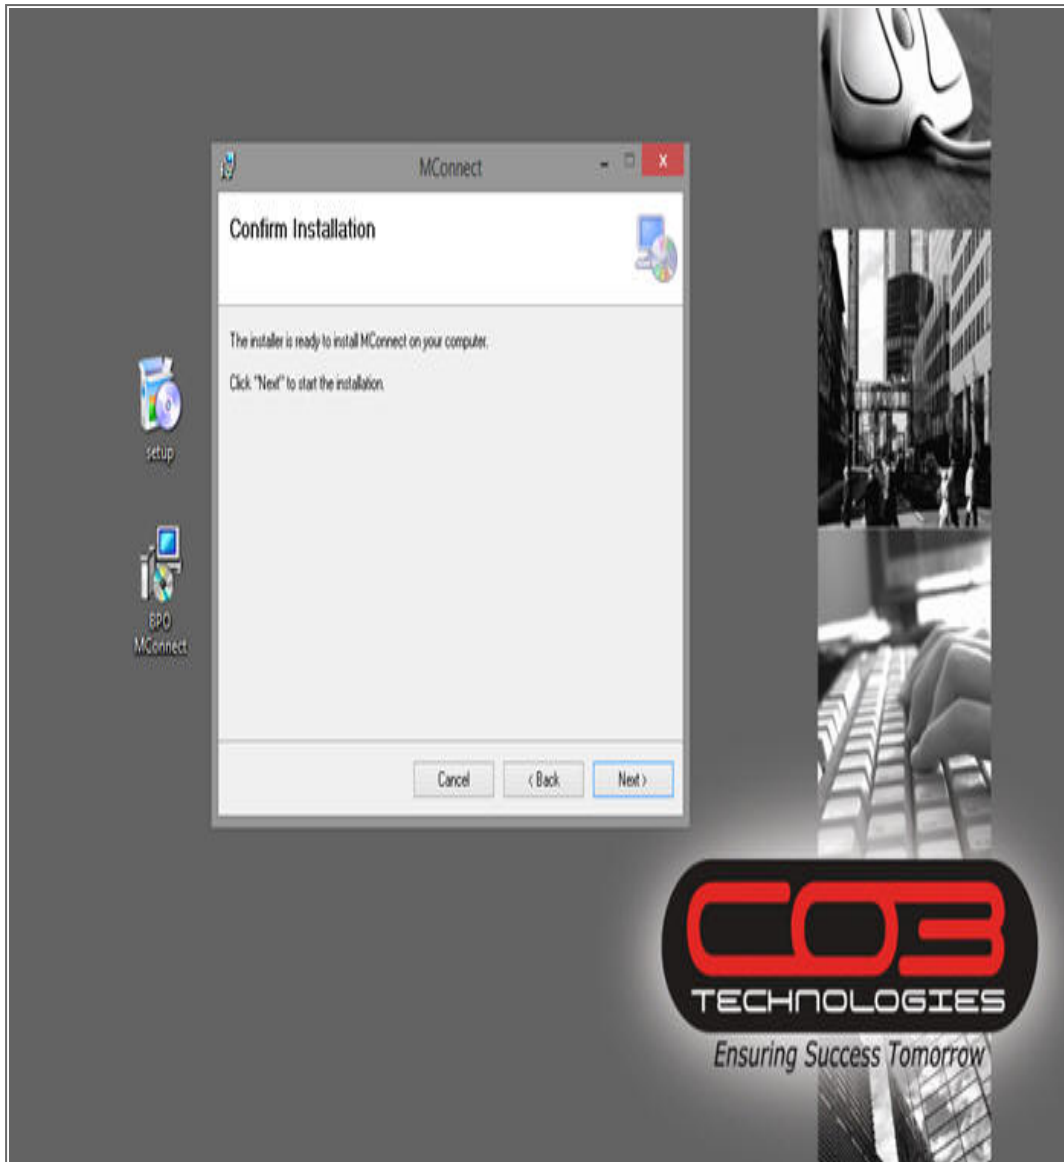 MConnect
Confirm Installation
The installer is ready to install MConnect on your computer.
Click "Next" to start the installation.
Cancel
< Back
Next >
setup
BPO
MConnect
CO3
TECHNOLOGIES
Ensuring Success Tomorrow